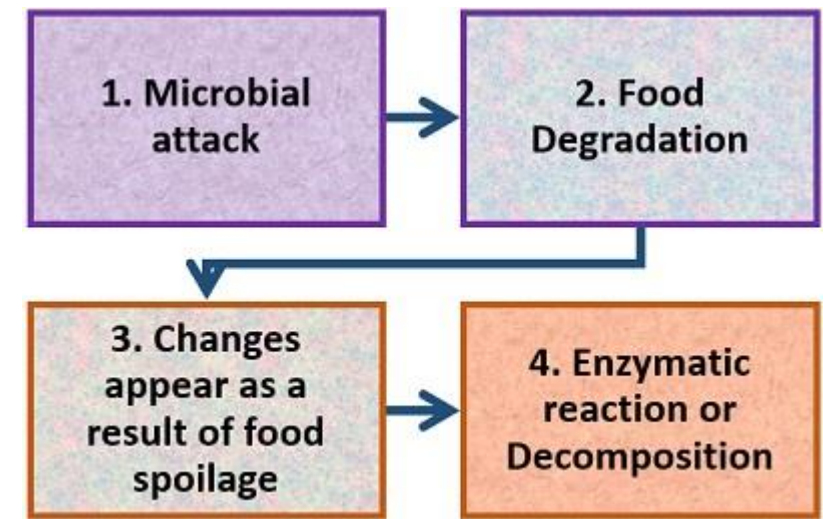 1. Microbial
attack
2. Food
Degradation
3. Changes
appear as a
result of food
spoilage
4. Enzymatic
reaction or
Decomposition